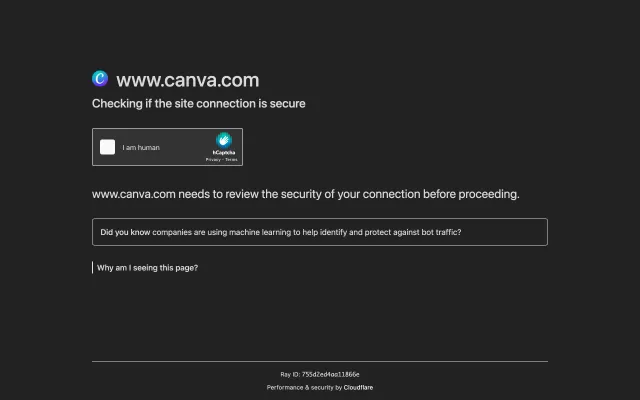 www.canva.com
Checking if the site connection is secure
I am human
hCaptcha
Privacy - Terms
www.canva.com needs to review the security of your connection before proceeding.
Did you know companies are using machine learning to help identify and protect against bot traffic?
Why am I seeing this page?
Ray ID: 755d2ed4aa11866e
Performance & security by Cloudflare